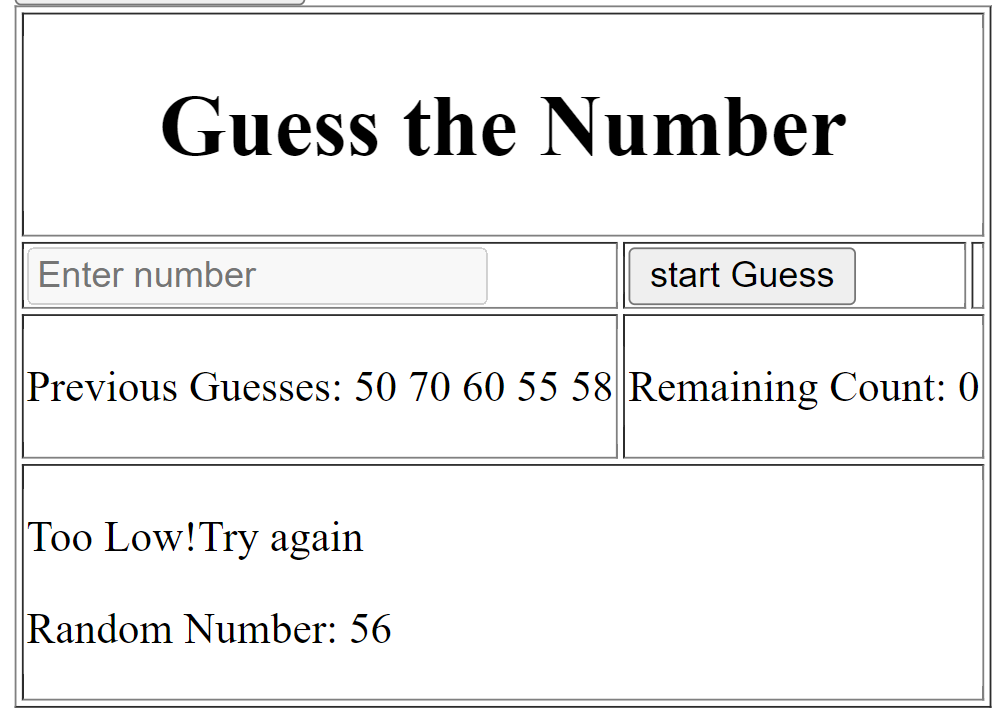 Guess the Number
Enter number
start Guess
Previous Guesses: 50 70 60 55 58
Remaining Count: 0
Too Low!Try again
Random Number: 56